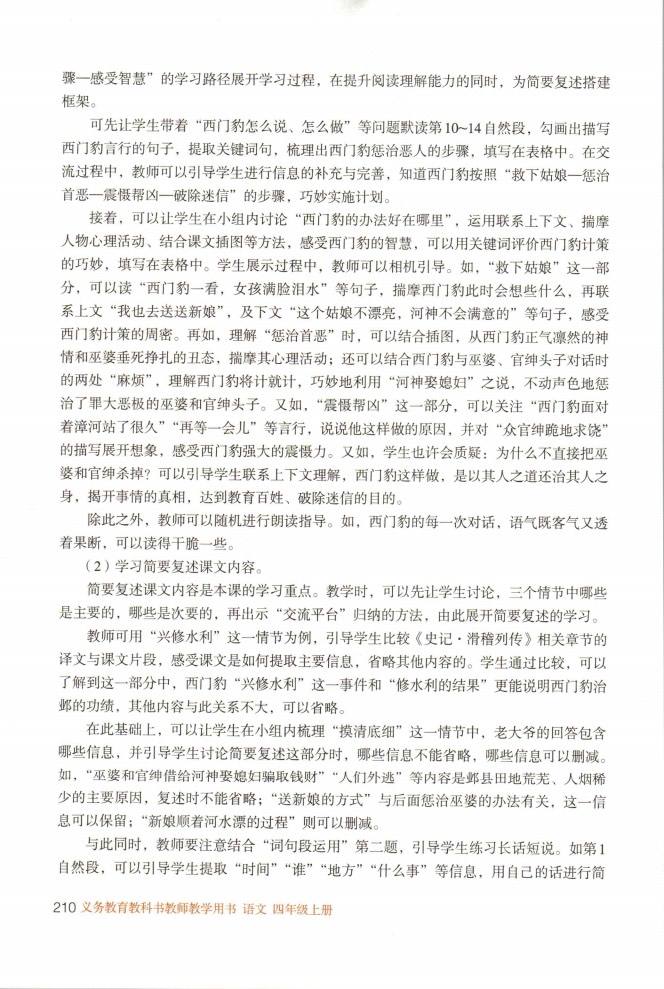 骤—感受智慧”的学习路径展开学习过程，在提升阅读理解能力的同时，为简要复述搭建
框架。
可先让学生带着“西门豹怎么说、怎么做”等问题默读第10~14自然段，勾画出描写
西门豹言行的句子，提取关键词句，梳理出西门豹惩治恶人的步骤，填写在表格中。在交
流过程中，教师可以引导学生进行信息的补充与完善，知道西门豹按照“救下姑娘—惩治
首恶—震慑帮凶—破除迷信”的步骤，巧妙实施计划。
接着，可以让学生在小组内讨论“西门豹的办法好在哪里”，运用联系上下文、揣摩
人物心理活动、结合课文插图等方法，感受西门豹的智慧，可以用关键词评价西门豹计策
的巧妙，填写在表格中。学生展示过程中，教师可以相机引导。如，“救下姑娘”这一部
分，可以读“西门豹一看，女孩满脸泪水”等句子，揣摩西门豹此时会想些什么，再联
系上文“我也去送送新娘”，及下文“这个姑娘不漂亮，河神不会满意的”等句子，感受
西门豹计策的周密。再如，理解“惩治首恶”时，可以结合插图，从西门豹正气凛然的神
情和巫婆垂死挣扎的丑态，揣摩其心理活动；还可以结合西门豹与巫婆、官绅头子对话时
的两处“麻烦”，理解西门豹将计就计，巧妙地利用“河神娶媳妇”之说，不动声色地惩
治了罪大恶极的巫婆和官绅头子。又如，“震慑帮凶”这一部分，可以关注“西门豹面对
着漳河站了很久”“再等一会儿”等言行，说说他这样做的原因，并对“众官绅跪地求饶”
的描写展开想象，感受西门豹强大的震慑力。又如，学生也许会质疑：为什么不直接把巫
婆和官绅杀掉？可以引导学生联系上下文理解，西门豹这样做，是以其人之道还治其人之
身，揭开事情的真相，达到教育百姓、破除迷信的目的。
除此之外，教师可以随机进行朗读指导。如，西门豹的每一次对话，语气既客气又透
着果断，可以读得干脆一些。
（2）学习简要复述课文内容。
简要复述课文内容是本课的学习重点。教学时，可以先让学生讨论，三个情节中哪些
是主要的，哪些是次要的，再出示“交流平台”归纳的方法，由此展开简要复述的学习。
教师可用“兴修水利”这一情节为例，引导学生比较《史记·滑稽列传》相关章节的
译文与课文片段，感受课文是如何提取主要信息，省略其他内容的。学生通过比较，可以
了解到这一部分中，西门豹“兴修水利”这一事件和“修水利的结果”更能说明西门豹治
邺的功绩，其他内容与此关系不大，可以省略。
在此基础上，可以让学生在小组内梳理“摸清底细”这一情节中，老大爷的回答包含
哪些信息，并引导学生讨论简要复述这部分时，哪些信息不能省略，哪些信息可以删减。
如，“巫婆和官绅借给河神娶媳妇骗取钱财”“人们外逃”等内容是邺县田地荒芜、人烟稀
少的主要原因，复述时不能省略；“送新娘的方式”与后面惩治巫婆的办法有关，这一信
息可以保留；“新娘顺着河水漂的过程”则可以删减。
与此同时，教师要注意结合“词句段运用”第二题，引导学生练习长话短说。如第1
自然段，可以引导学生提取“时间”“谁”“地方”“什么事”等信息，用自己的话进行简
210 义务教育教科书教师教学用书 语文 四年级上册